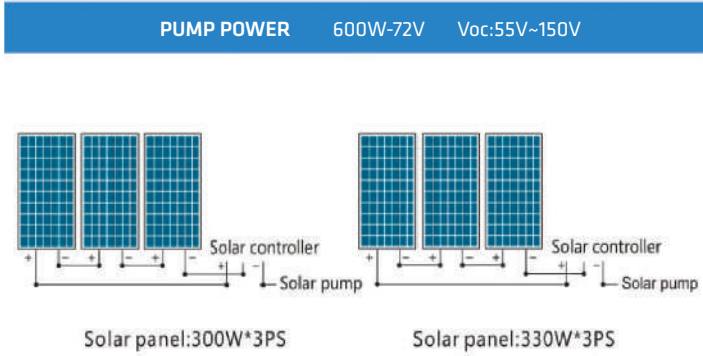 PUMP POWER 600W-72V Voc:55V~150V
+ - + - + -
Solar controller
+ -
Solar pump
Solar panel:300W*3PS
+ - + - + -
Solar controller
+ -
Solar pump
Solar panel:330W*3PS